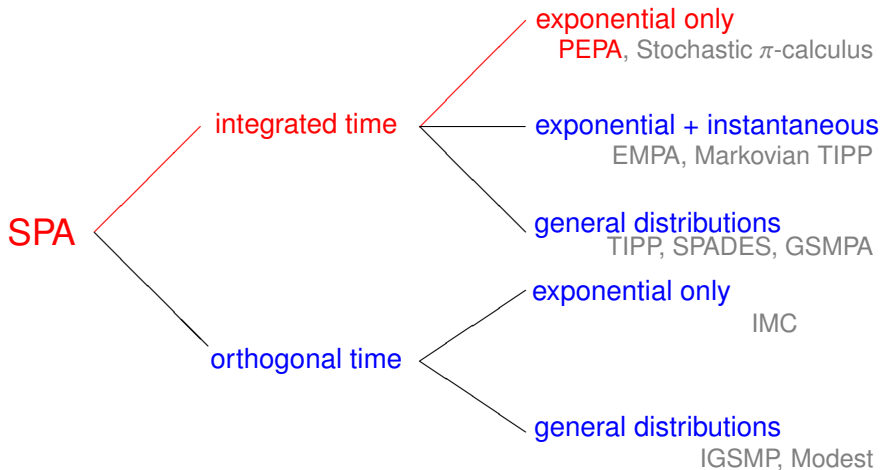 exponential only
PEPA, Stochastic π-calculus
integrated time
exponential + instantaneous
EMPA, Markovian TIPP
SPA
general distributions
TIPP, SPADES, GSMPA
exponential only
IMC
orthogonal time
general distributions
IGSMP, Modest